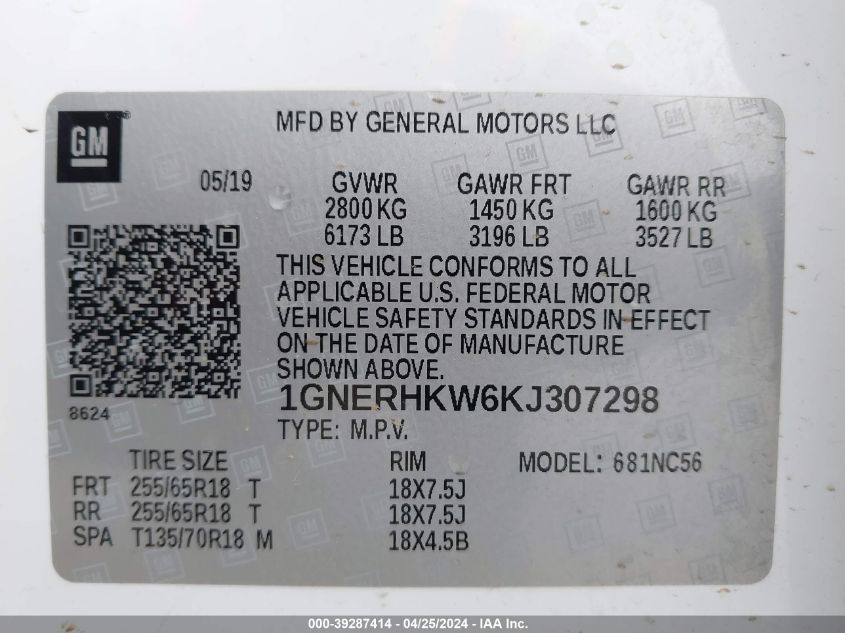 GM
MFD BY GENERAL MOTORS LLC
05/19 GVWR GAWR FRT GAWR RR
2800 KG 1450 KG 1600 KG
6173 LB 3196 LB 3527 LB
THIS VEHICLE CONFORMS TO ALL
APPLICABLE U.S. FEDERAL MOTOR
VEHICLE SAFETY STANDARDS IN EFFECT
ON THE DATE OF MANUFACTURE
SHOWN ABOVE.
8624 1GNERHKW6KJ307298
TYPE: M.P.V.
TIRE SIZE RIM MODEL: 681NC56
FRT 255/65R18 T 18X7.5J
RR 255/65R18 T 18X7.5J
SPA T135/70R18 M 18X4.5B
000-39287414 - 04/25/2024 - IAA Inc.